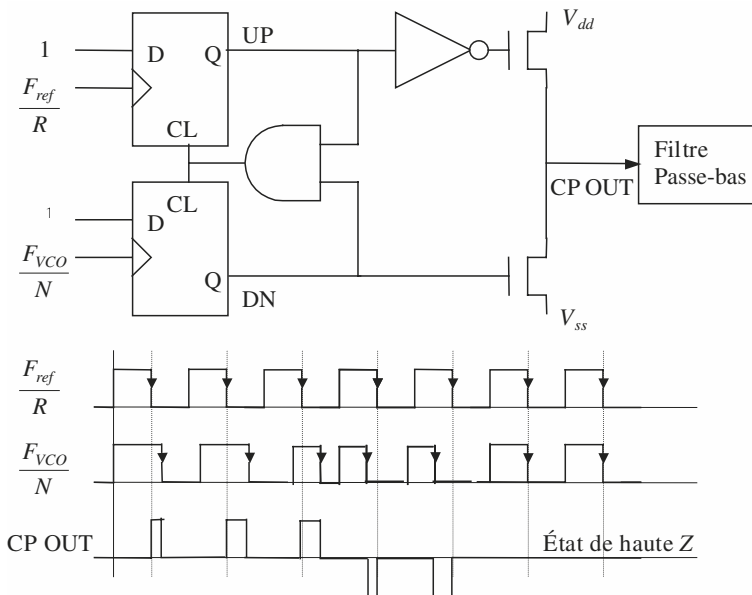 UP
V_dd
1
D
Q
F_ref
R
CL
Filtre
Passe-bas
CP OUT
CL
1
D
F_VCO
N
Q
DN
V_ss
F_ref
R
F_VCO
N
CP OUT
État de haute Z